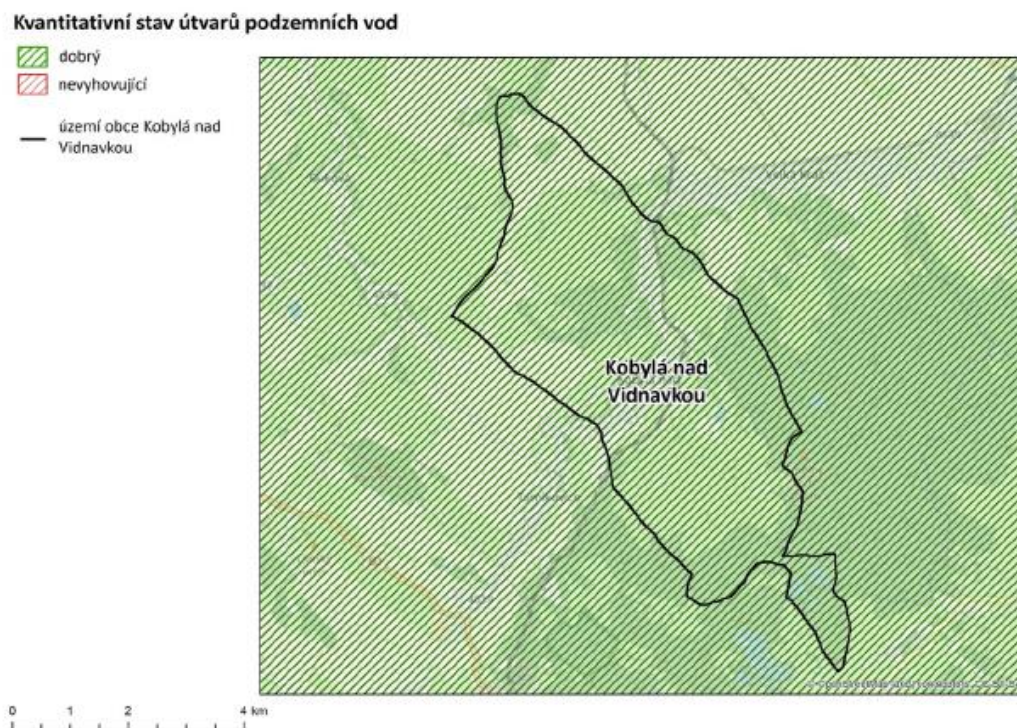 Kvantitativní stav útvarů podzemních vod
dobrý
nevyhovující
území obce Kobylá nad
Vidnavkou
Kobylá nad
Vidnavkou
0 1 2 4 km